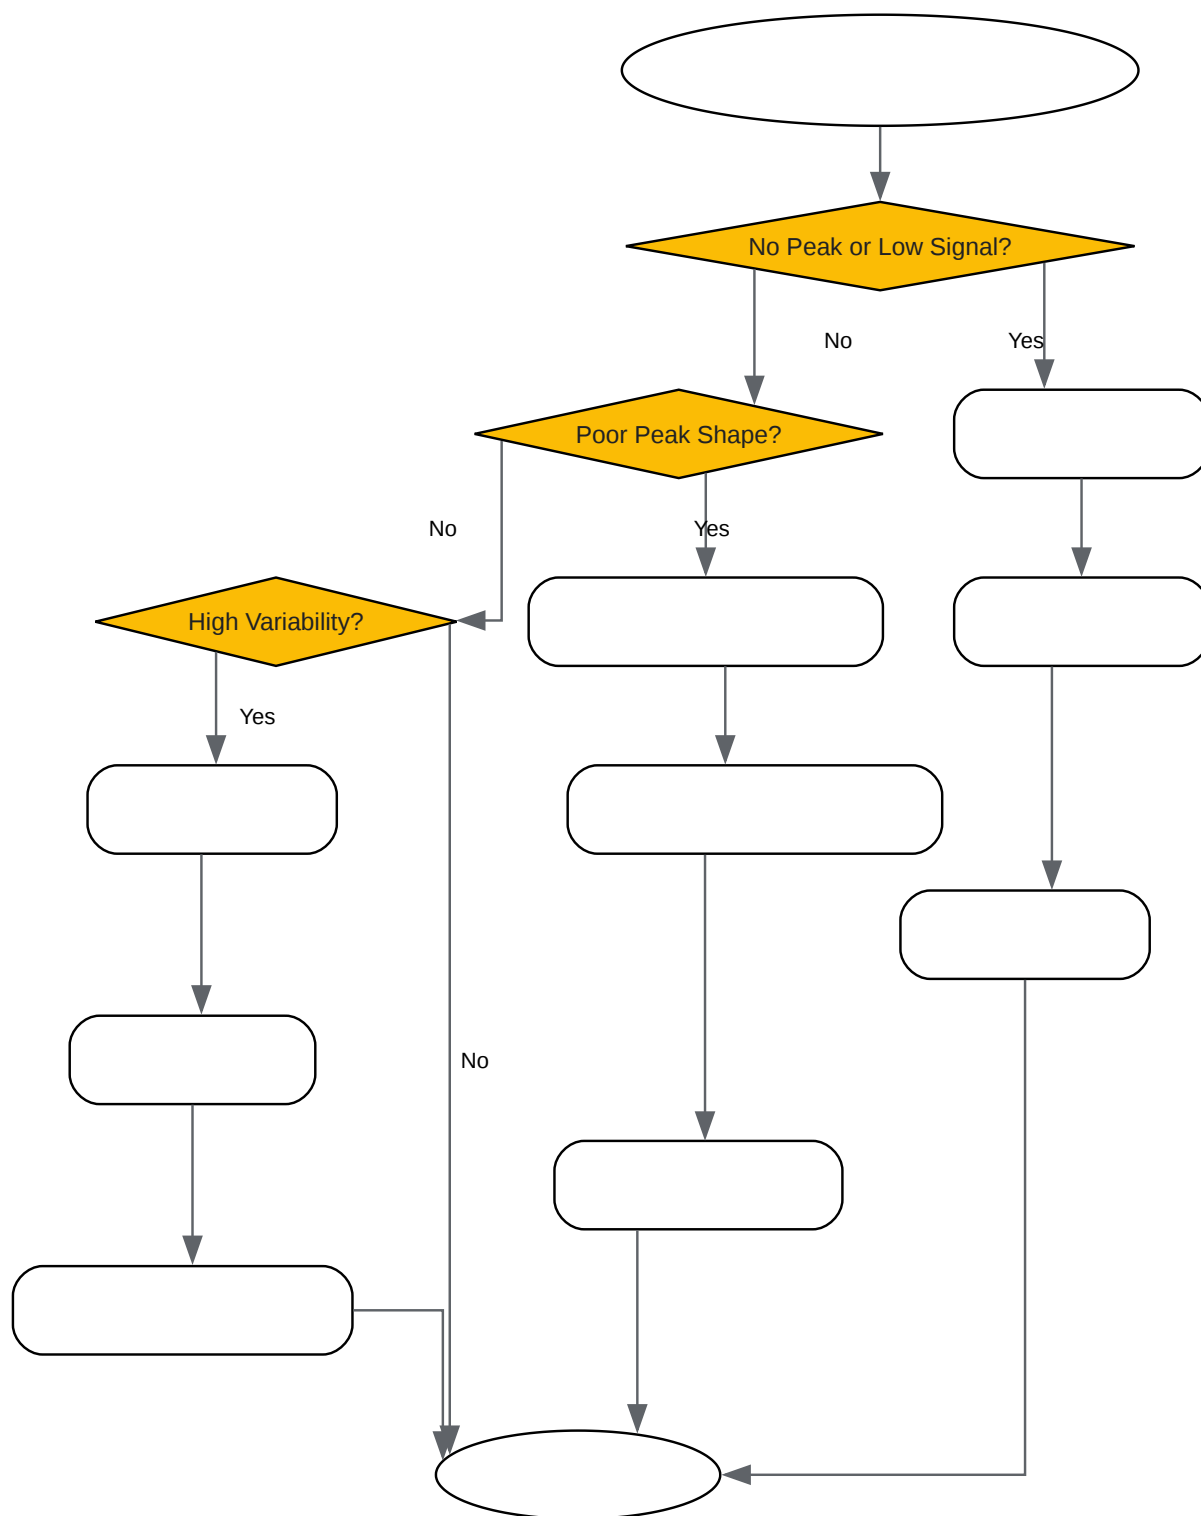 No Peak or Low Signal?
No
Yes
Poor Peak Shape?
No
Yes
High Variability?
Yes
No